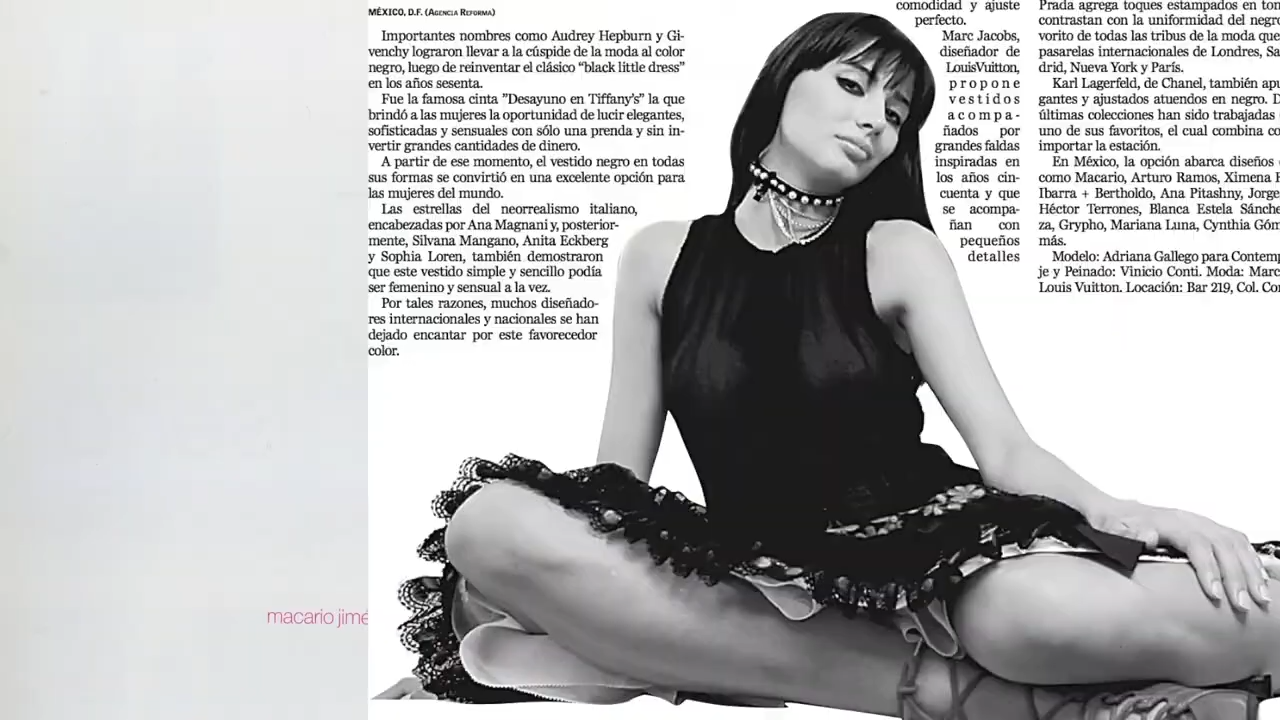 MÉXICO, D.F. (AGENCIA REFORMA)
Importantes nombres como Audrey Hepburn y Gi-
venchy lograron llevar a la cúspide de la moda al color
negro, luego de reinventar el clásico “black little dress”
en los años sesenta.
Fue la famosa cinta ”Desayuno en Tiffany’s” la que
brindó a las mujeres la oportunidad de lucir elegantes,
sofisticadas y sensuales con sólo una prenda y sin in-
vertir grandes cantidades de dinero.
A partir de ese momento, el vestido negro en todas
sus formas se convirtió en una excelente opción para
las mujeres del mundo.
Las estrellas del neorrealismo italiano,
encabezadas por Ana Magnani y, posterior-
mente, Silvana Mangano, Anita Eckberg
y Sophia Loren, también demostraron
que este vestido simple y sencillo podía
ser femenino y sensual a la vez.
Por tales razones, muchos diseñado-
res internacionales y nacionales se han
dejado encantar por este favorecedor
color.
comodidad y ajuste
perfecto.
Marc Jacobs,
diseñador de
LouisVuitton,
propone
vestidos
acompa-
ñados por
grandes faldas
inspiradas en
los años cin-
cuenta y que
se acompa-
ñan con
pequeños
detalles
Prada agrega toques estampados en ton
contrastan con la uniformidad del negro
vorito de todas las tribus de la moda que
pasarelas internacionales de Londres, Sa
drid, Nueva York y París.
Karl Lagerfeld, de Chanel, también apu
gantes y ajustados atuendos en negro. D
últimas colecciones han sido trabajadas
uno de sus favoritos, el cual combina co
importar la estación.
En México, la opción abarca diseños
como Macario, Arturo Ramos, Ximena
Ibarra + Bertholdo, Ana Pitashny, Jorge
Héctor Terrones, Blanca Estela Sánche
za, Grypho, Mariana Luna, Cynthia Góm
más.
Modelo: Adriana Gallego para Contemp
je y Peinado: Vinicio Conti. Moda: Marc
Louis Vuitton. Locación: Bar 219, Col. Co
macario jimé